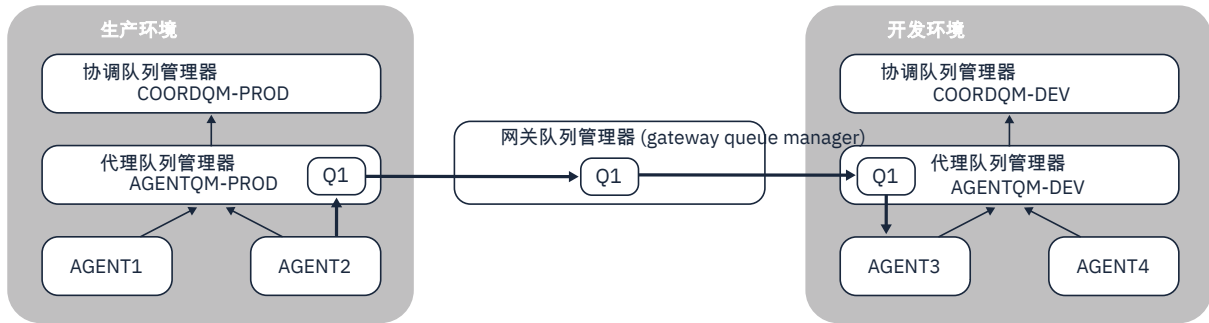 生产环境
协调队列管理器
COORDQM-PROD
代理队列管理器
AGENTQM-PROD
Q1
AGENT1
AGENT2
网关队列管理器 (gateway queue manager)
Q1
开发环境
协调队列管理器
COORDQM-DEV
Q1
代理队列管理器
AGENTQM-DEV
AGENT3
AGENT4